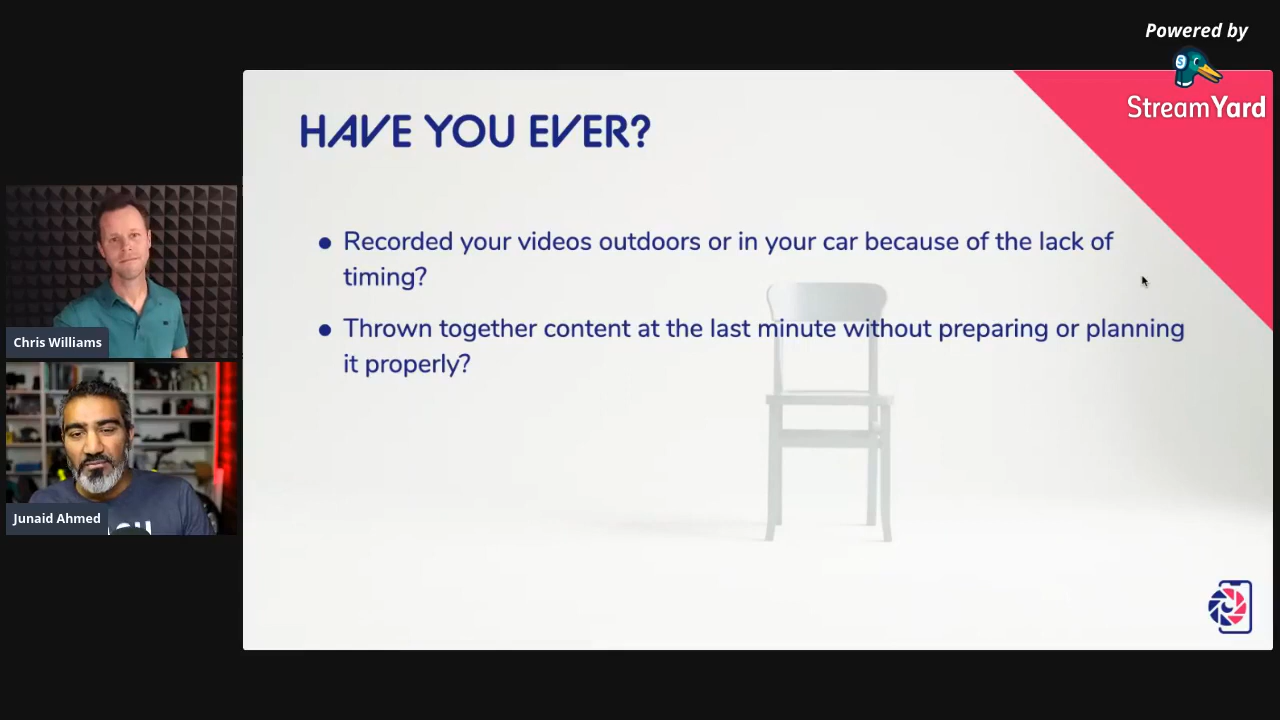 Powered by
StreamYard
HAVE YOU EVER?
● Recorded your videos outdoors or in your car because of the lack of
timing?
● Thrown together content at the last minute without preparing or planning
it properly?
Chris Williams
Junaid Ahmed